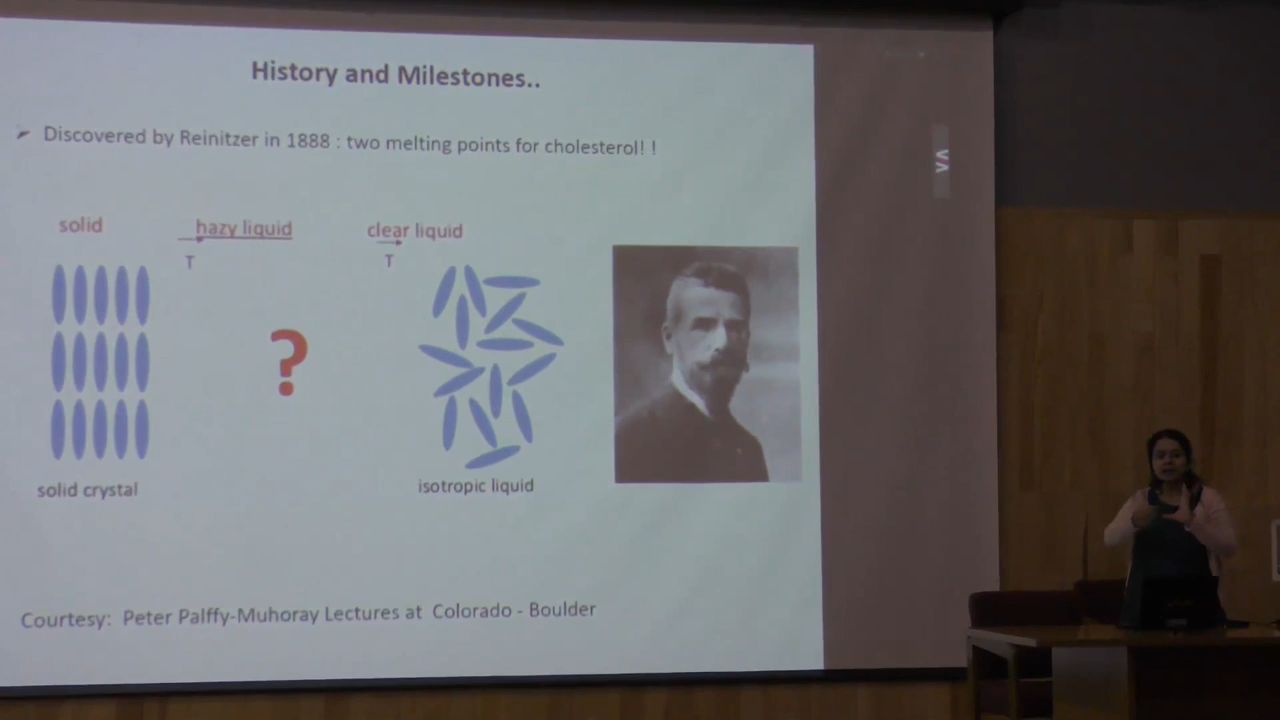 History and Milestones..
Discovered by Reinitzer in 1888 : two melting points for cholesterol! !
solid hazy liquid clear liquid
T T
?
solid crystal isotropic liquid
Courtesy: Peter Palffy-Muhoray Lectures at Colorado - Boulder